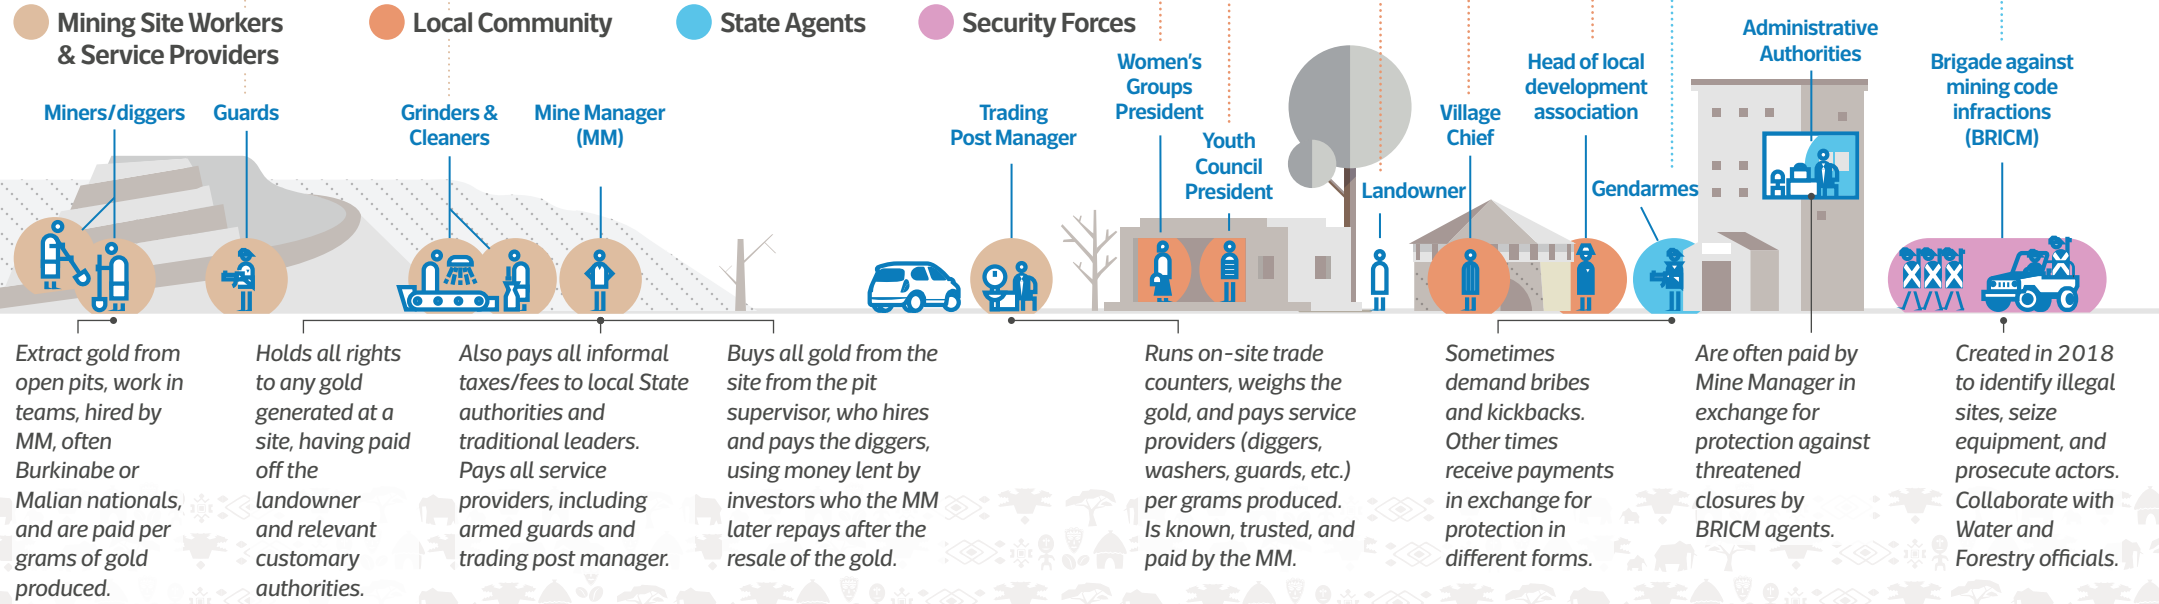 Mining Site Workers
& Service Providers
Local Community
State Agents
Security Forces
Miners/diggers
Guards
Grinders &
Cleaners
Mine Manager
(MM)
Trading
Post Manager
Women's
Groups
President
Youth
Council
President
Landowner
Village
Chief
Head of local
development
association
Gendarmes
Administrative
Authorities
Brigade against
mining code
infractions
(BRICM)
Extract gold from
open pits, work in
teams, hired by
MM, often
Burkinabe or
Malian nationals,
and are paid per
grams of gold
produced.
Holds all rights
to any gold
generated at a
site, having paid
off the
landowner
and relevant
customary
authorities.
Also pays all informal
taxes/fees to local State
authorities and
traditional leaders.
Pays all service
providers, including
armed guards and
trading post manager.
Buys all gold from the
site from the pit
supervisor, who hires
and pays the diggers,
using money lent by
investors who the MM
later repays after the
resale of the gold.
Runs on-site trade
counters, weighs the
gold, and pays service
providers (diggers,
washers, guards, etc.)
per grams produced.
Is known, trusted, and
paid by the MM.
Sometimes
demand bribes
and kickbacks.
Other times
receive payments
in exchange for
protection in
different forms.
Are often paid by
Mine Manager in
exchange for
protection against
threatened
closures by
BRICM agents.
Created in 2018
to identify illegal
sites, seize
equipment, and
prosecute actors.
Collaborate with
Water and
Forestry officials.